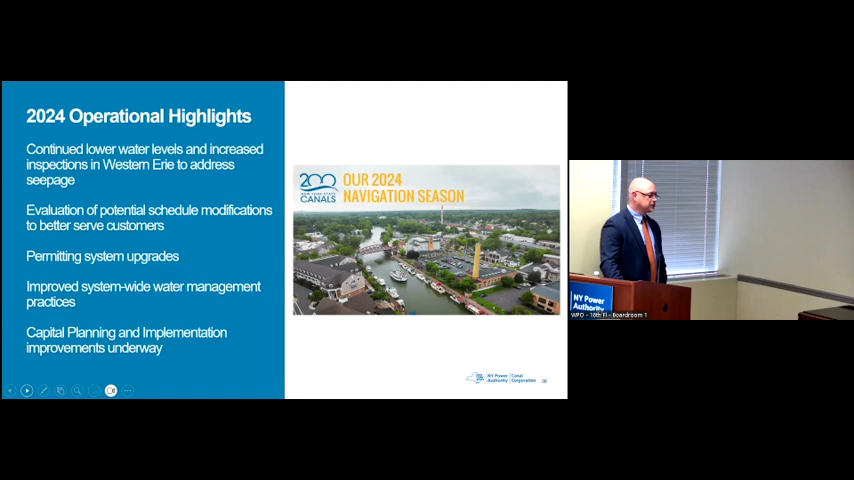 2024 Operational Highlights
Continued lower water levels and increased
inspections in Western Erie to address
seepage
Evaluation of potential schedule modifications
to better serve customers
Permitting system upgrades
Improved system-wide water management
practices
Capital Planning and Implementation
improvements underway
200
NEW YORK STATE
CANALS
OUR 2024
NAVIGATION SEASON
NY Power
Authority
Canal
Corporation
NY Power
Authority
WPO - 16th Fl - Boardroom 1